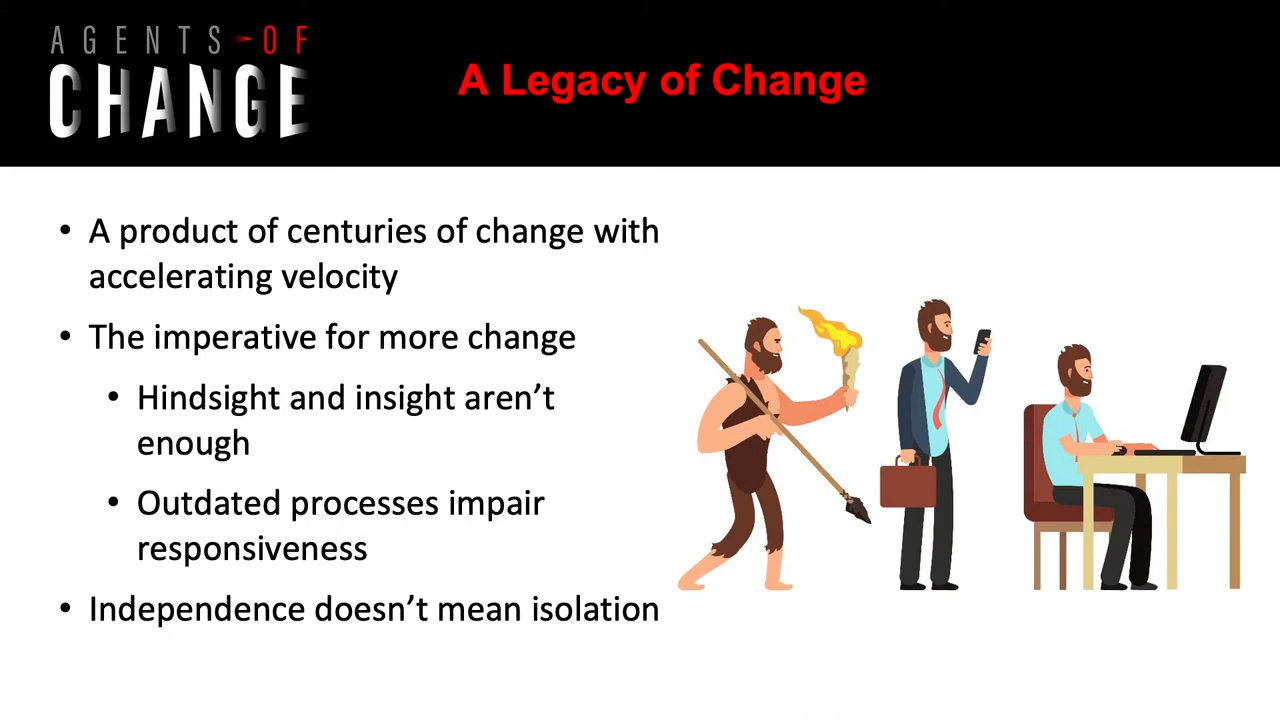 AGENTS-OF
CHANGE
A Legacy of Change
• A product of centuries of change with
accelerating velocity
• The imperative for more change
• Hindsight and insight aren’t
enough
• Outdated processes impair
responsiveness
• Independence doesn’t mean isolation